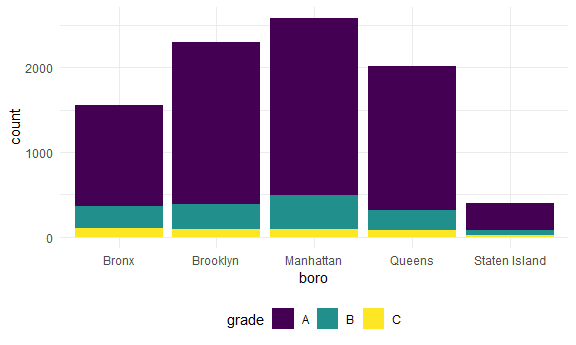 count
2000
1000
0
Bronx Brooklyn Manhattan Queens Staten Island
boro
grade A B C